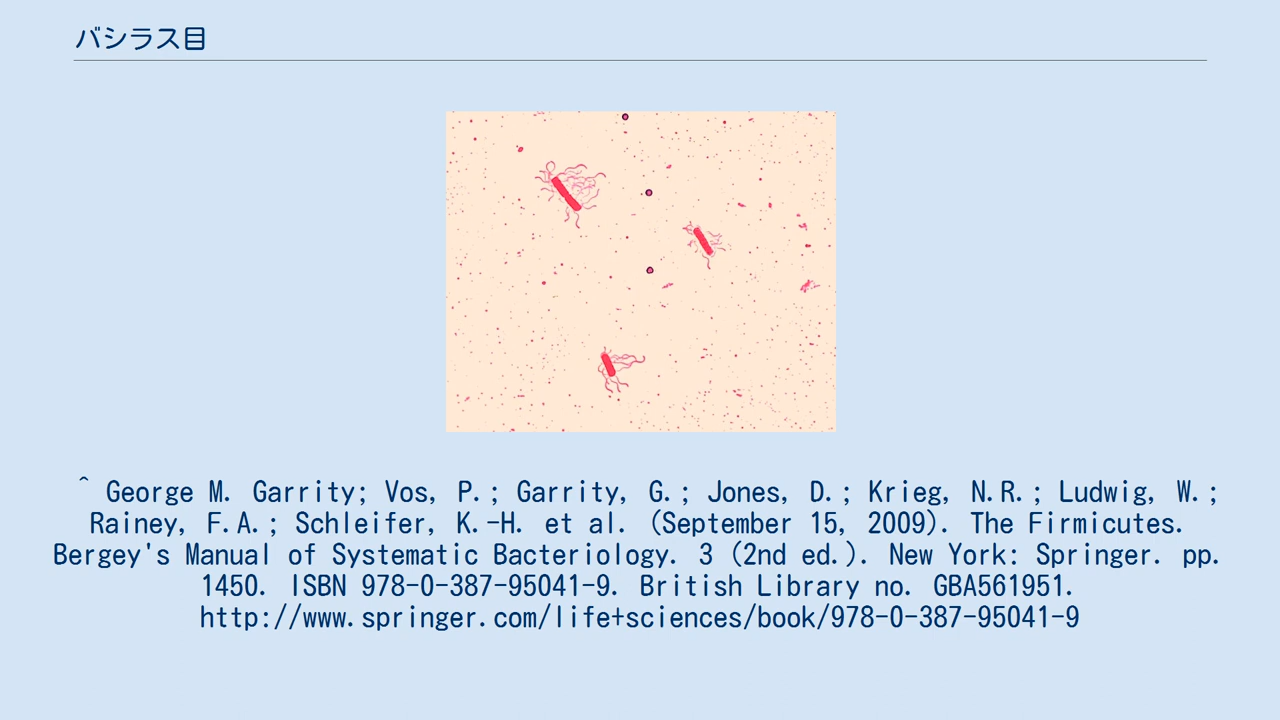 バシラス目
^ George M. Garrity; Vos, P.; Garrity, G.; Jones, D.; Krieg, N.R.; Ludwig, W.;
Rainey, F.A.; Schleifer, K.-H. et al. (September 15, 2009). The Firmicutes.
Bergey's Manual of Systematic Bacteriology. 3 (2nd ed.). New York: Springer. pp.
1450. ISBN 978-0-387-95041-9. British Library no. GBA561951.
http://www.springer.com/life+sciences/book/978-0-387-95041-9